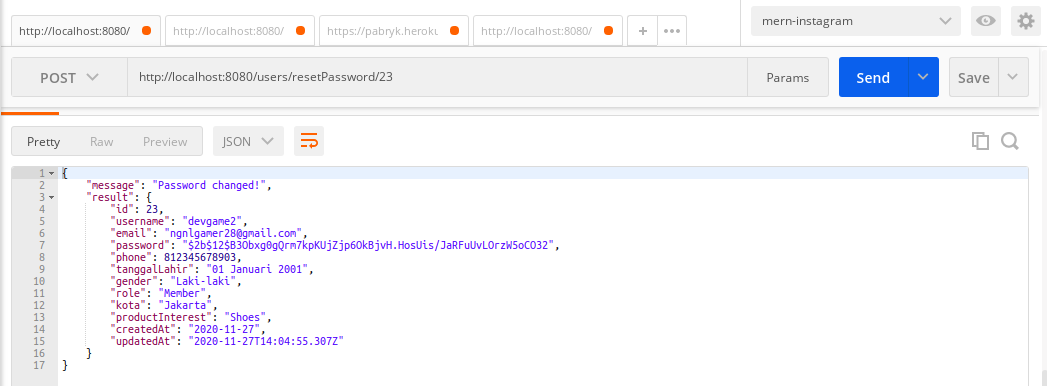 http://localhost:8080/ http://localhost:8080/ https://pabryk.heroku http://localhost:8080/ + ••• mern-instagram
POST http://localhost:8080/users/resetPassword/23 Params Send Save
Pretty Raw Preview JSON
1 {
2 "message": "Password changed!",
3 "result": {
4 "id": 23,
5 "username": "devgame2",
6 "email": "ngnlgamer28@gmail.com",
7 "password": "$2b$12$B3Obxg0gQrm7kpKUjZjp6OkBjvH.HosUis/JaRFuUvLOrzW5oCO32",
8 "phone": 812345678903,
9 "tanggalLahir": "01 Januari 2001",
10 "gender": "Laki-laki",
11 "role": "Member",
12 "kota": "Jakarta",
13 "productInterest": "Shoes",
14 "createdAt": "2020-11-27",
15 "updatedAt": "2020-11-27T14:04:55.307Z"
16 }
17 }